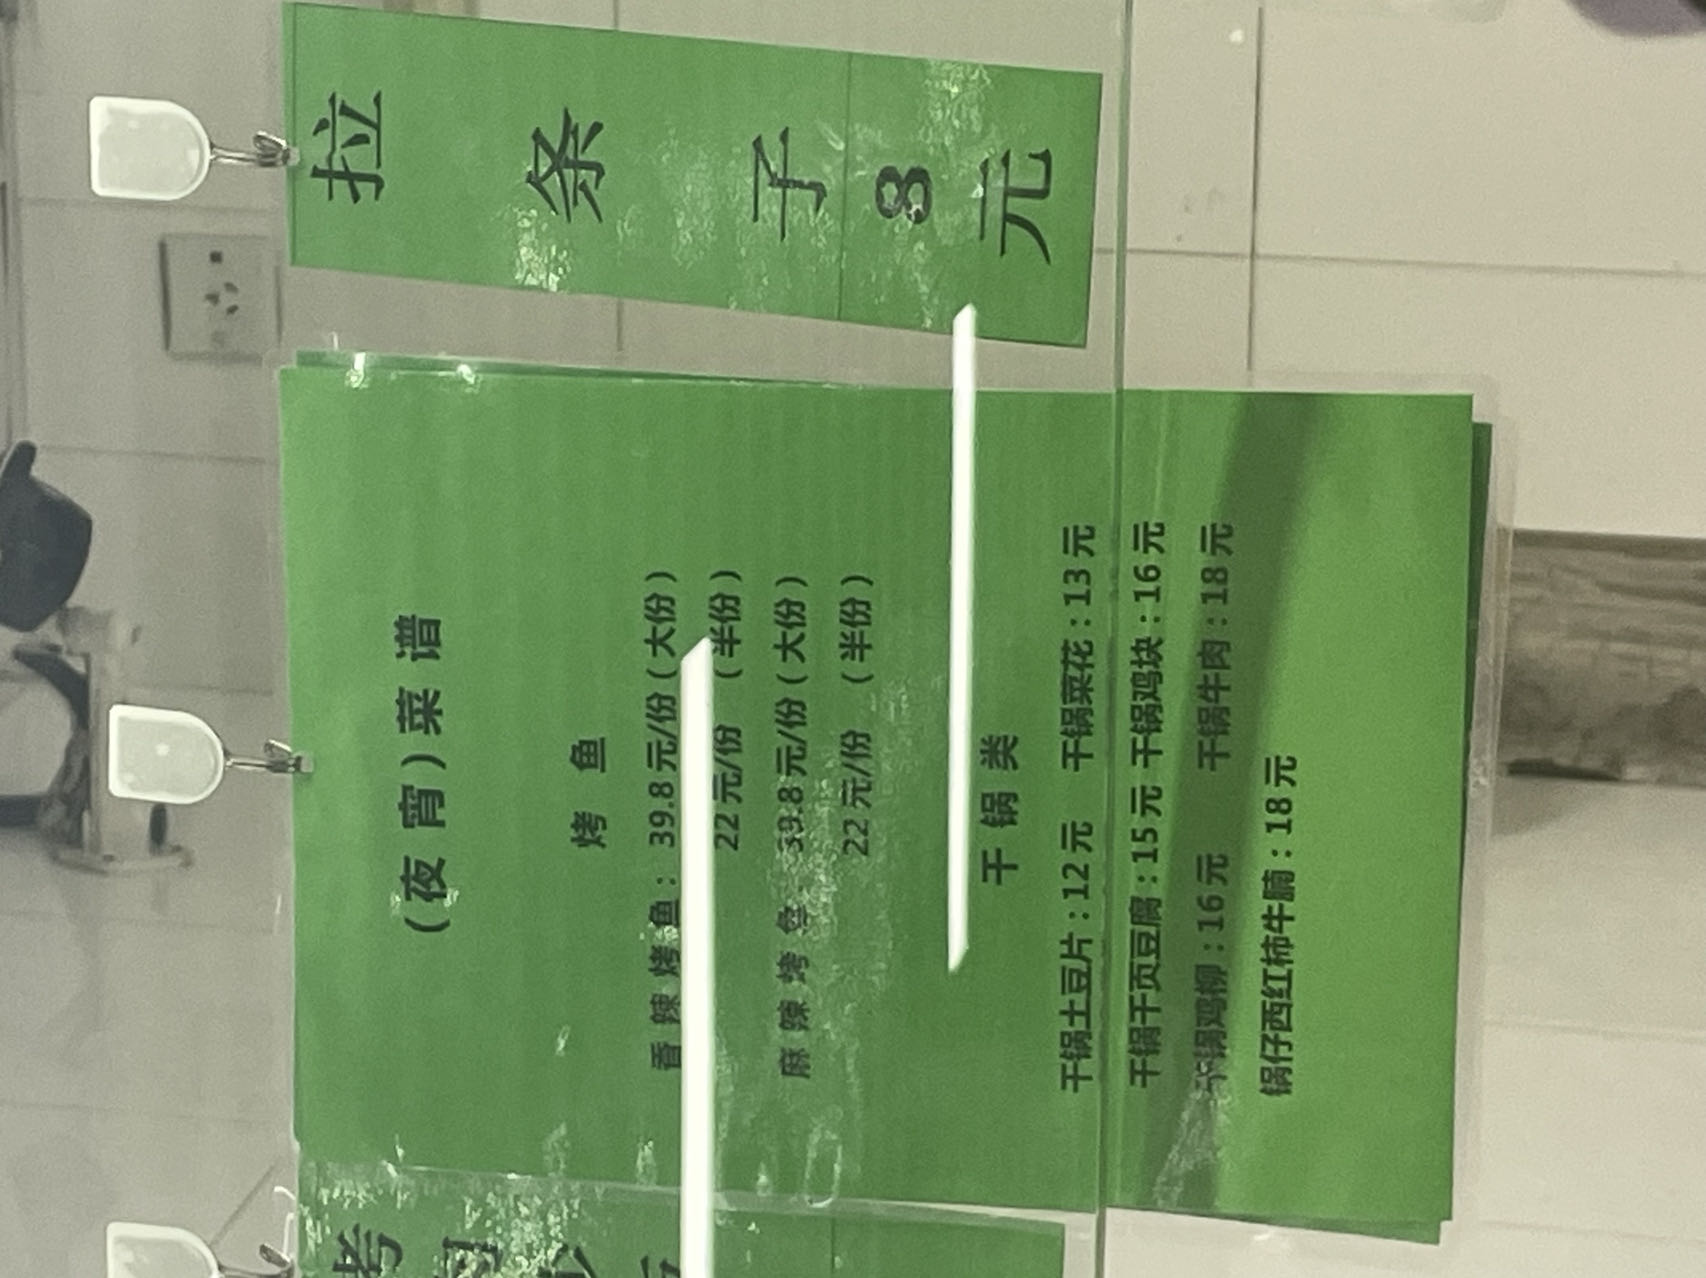 （夜宵）菜谱
烤 鱼
香 辣 烤 鱼：39.8元/份（大份）
22元/份 （半份）
麻 辣 烤 鱼：39.8元/份（大份）
22元/份 （半份）
干 锅 类
干锅土豆片：12元 干锅菜花：13元
干锅千页豆腐：15元 干锅鸡块：16元
干锅鸡柳：16元 干锅牛肉：18元
锅仔西红柿牛腩：18元
拉条子8元